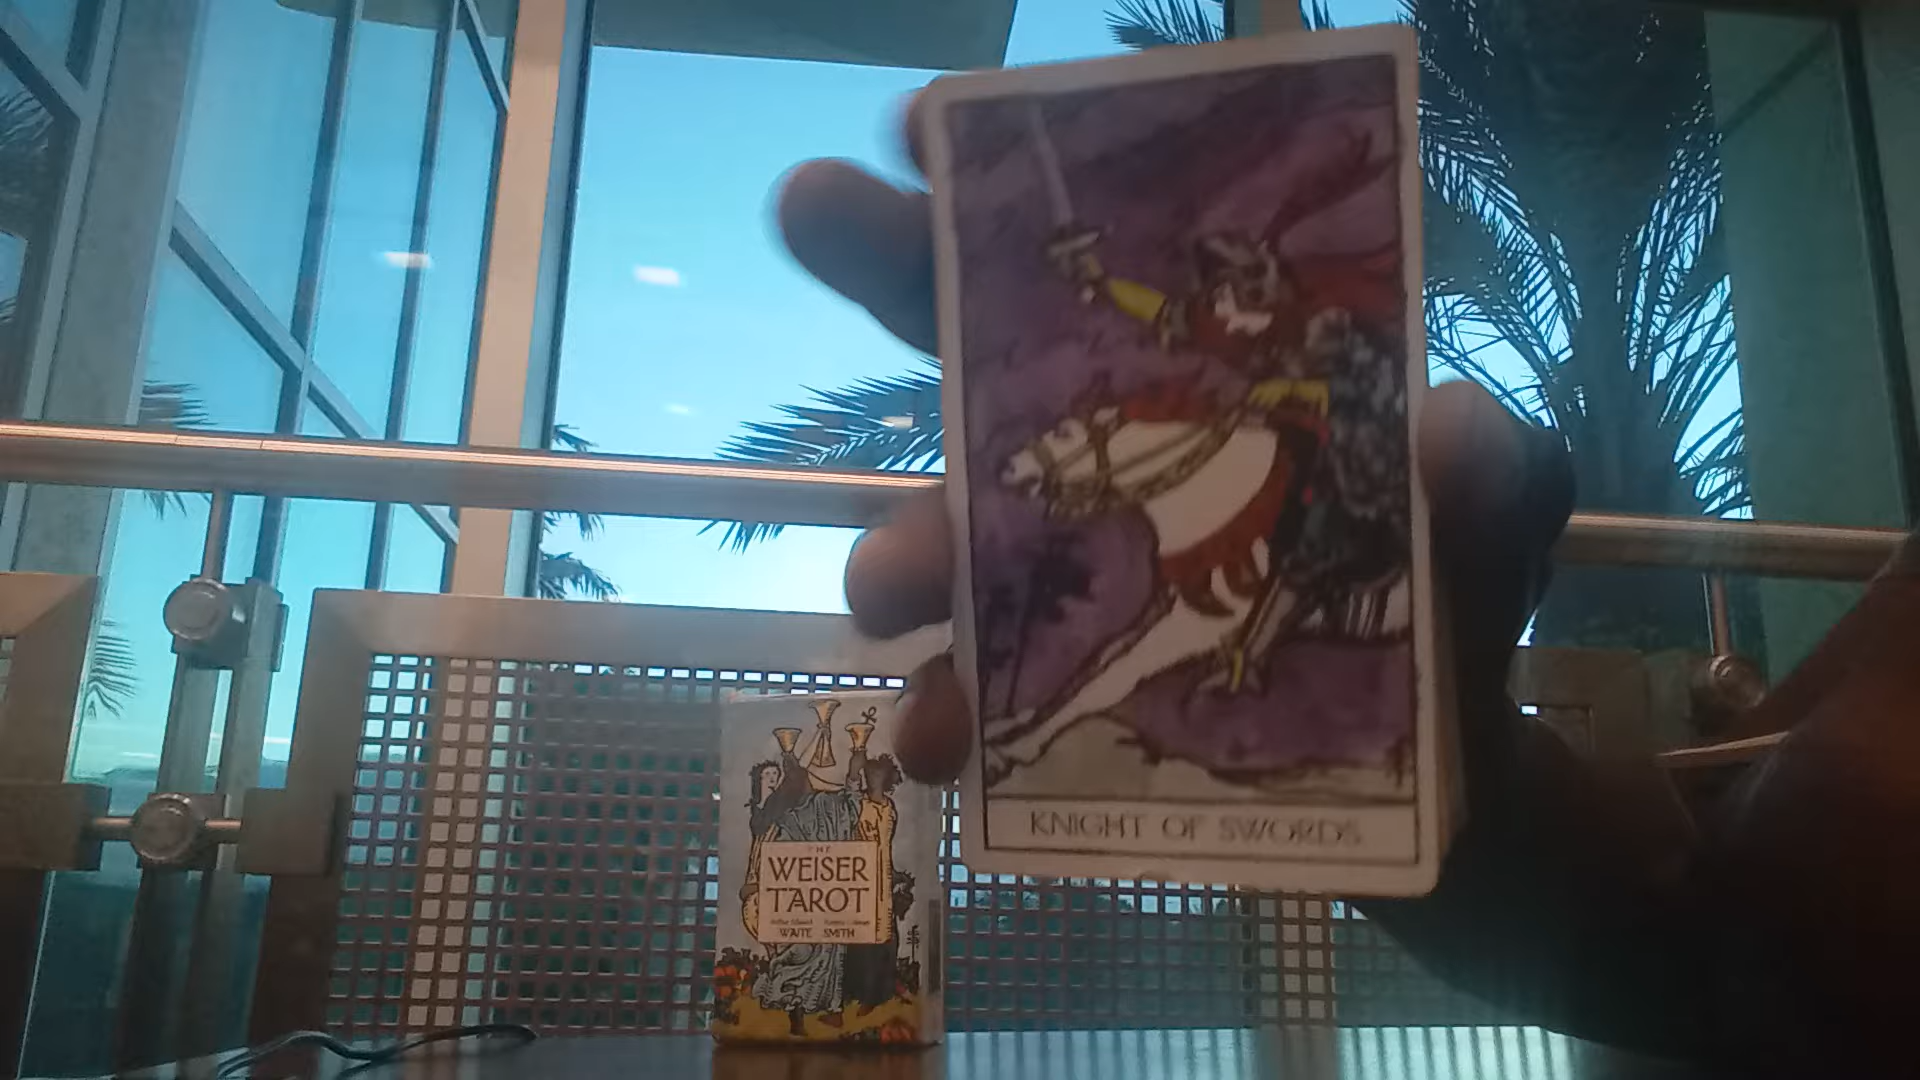 KNIGHT OF SWORDS
THE
WEISER
TAROT
WAITE SMITH